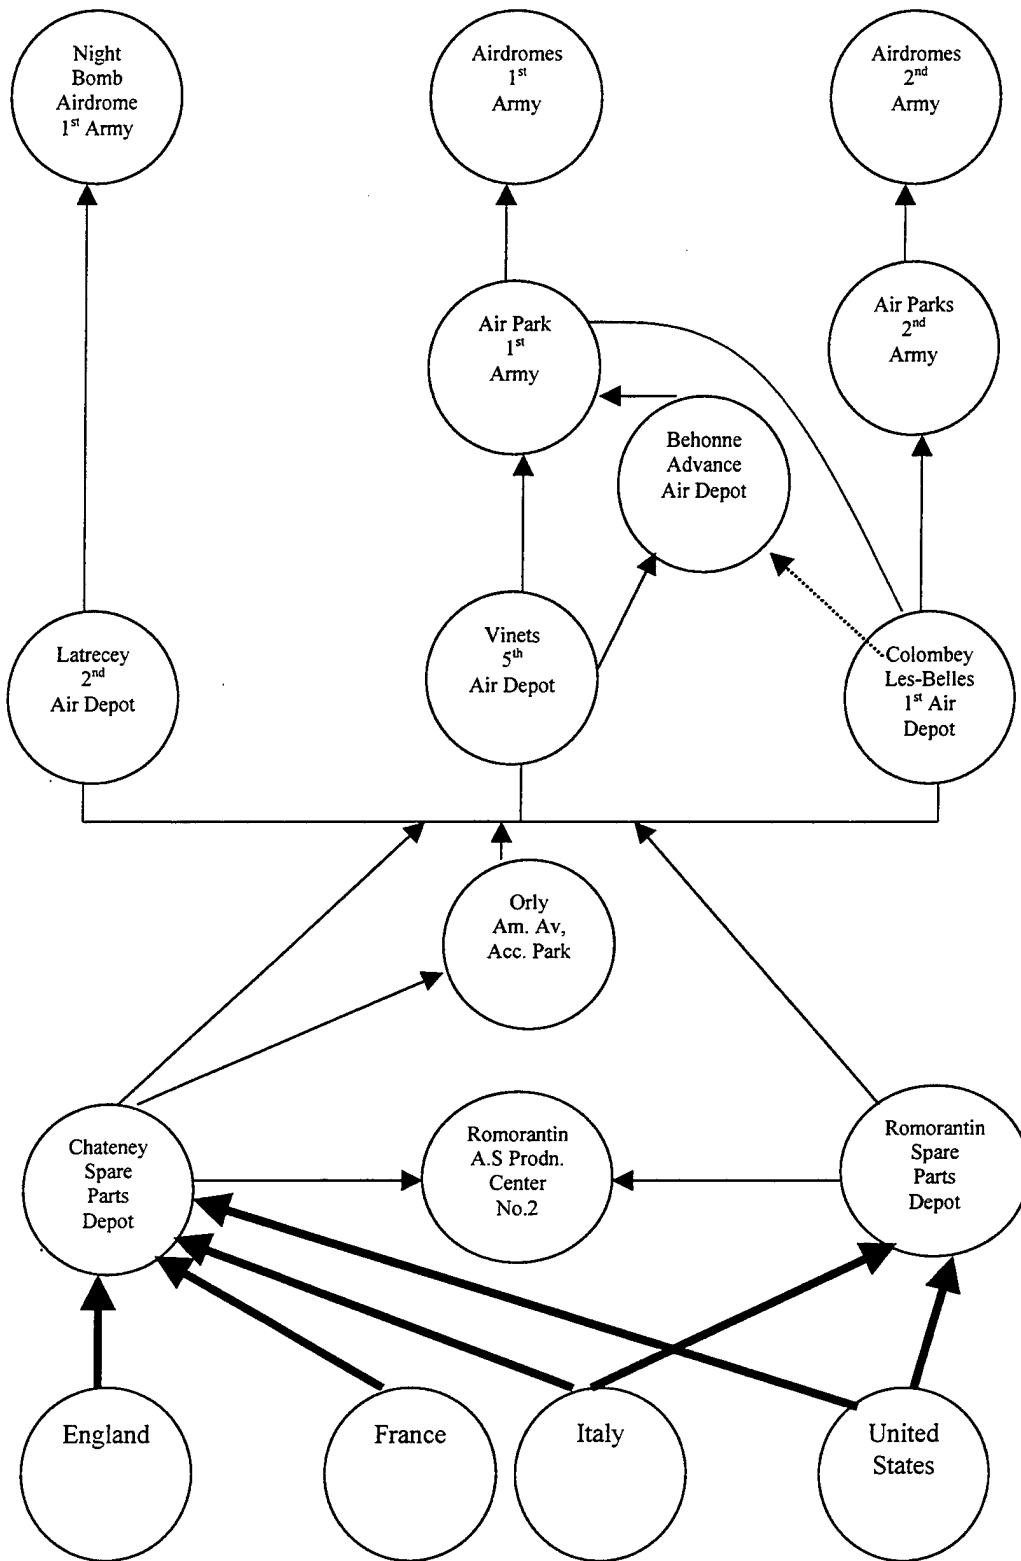 Night
Bomb
Airdrome
1st Army
Airdromes
1st
Army
Airdromes
2nd
Army
Air Park
1st
Army
Air Parks
2nd
Army
Behonne
Advance
Air Depot
Latrecey
2nd
Air Depot
Vinets
5th
Air Depot
Colombey
Les-Belles
1st Air
Depot
Orly
Am. Av,
Acc. Park
Chateney
Spare
Parts
Depot
Romorantin
A.S Prodn.
Center
No.2
Romorantin
Spare
Parts
Depot
England
France
Italy
United
States